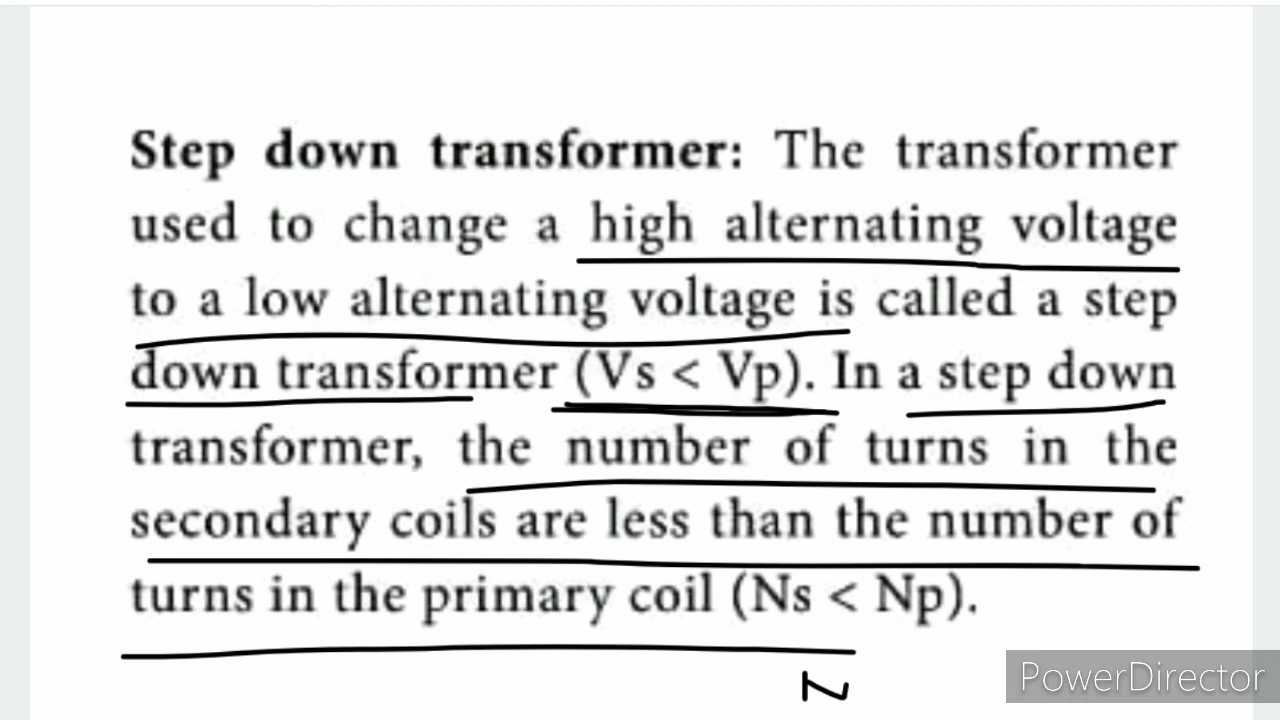 Step down transformer: The transformer
used to change a high alternating voltage
to a low alternating voltage is called a step
down transformer (Vs < Vp). In a step down
transformer, the number of turns in the
secondary coils are less than the number of
turns in the primary coil (Ns < Np).
PowerDirector